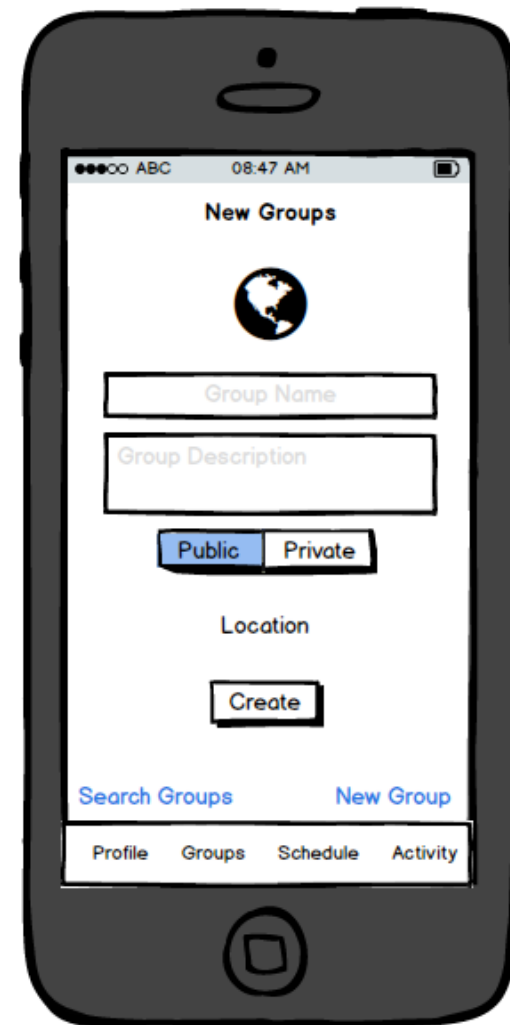 ABC 08:47 AM
New Groups
Group Name
Group Description
Public Private
Location
Create
Search Groups New Group
Profile Groups Schedule Activity